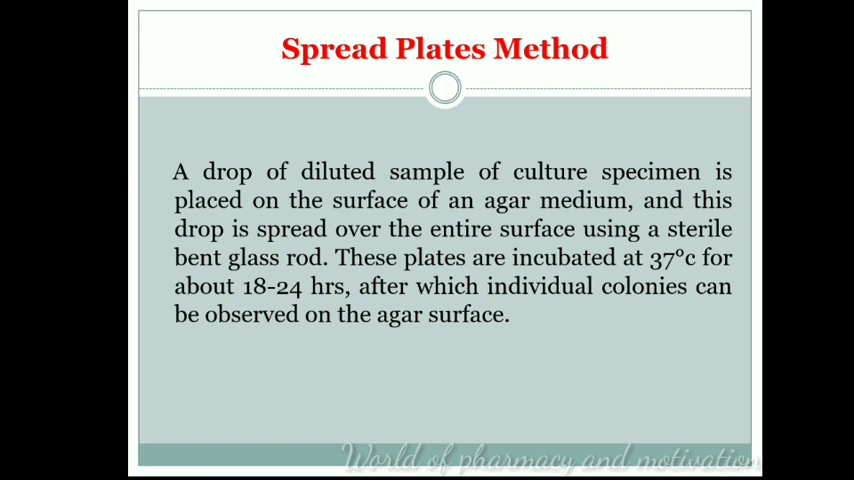 Spread Plates Method
A drop of diluted sample of culture specimen is
placed on the surface of an agar medium, and this
drop is spread over the entire surface using a sterile
bent glass rod. These plates are incubated at 37°c for
about 18-24 hrs, after which individual colonies can
be observed on the agar surface.
World of pharmacy and motivation